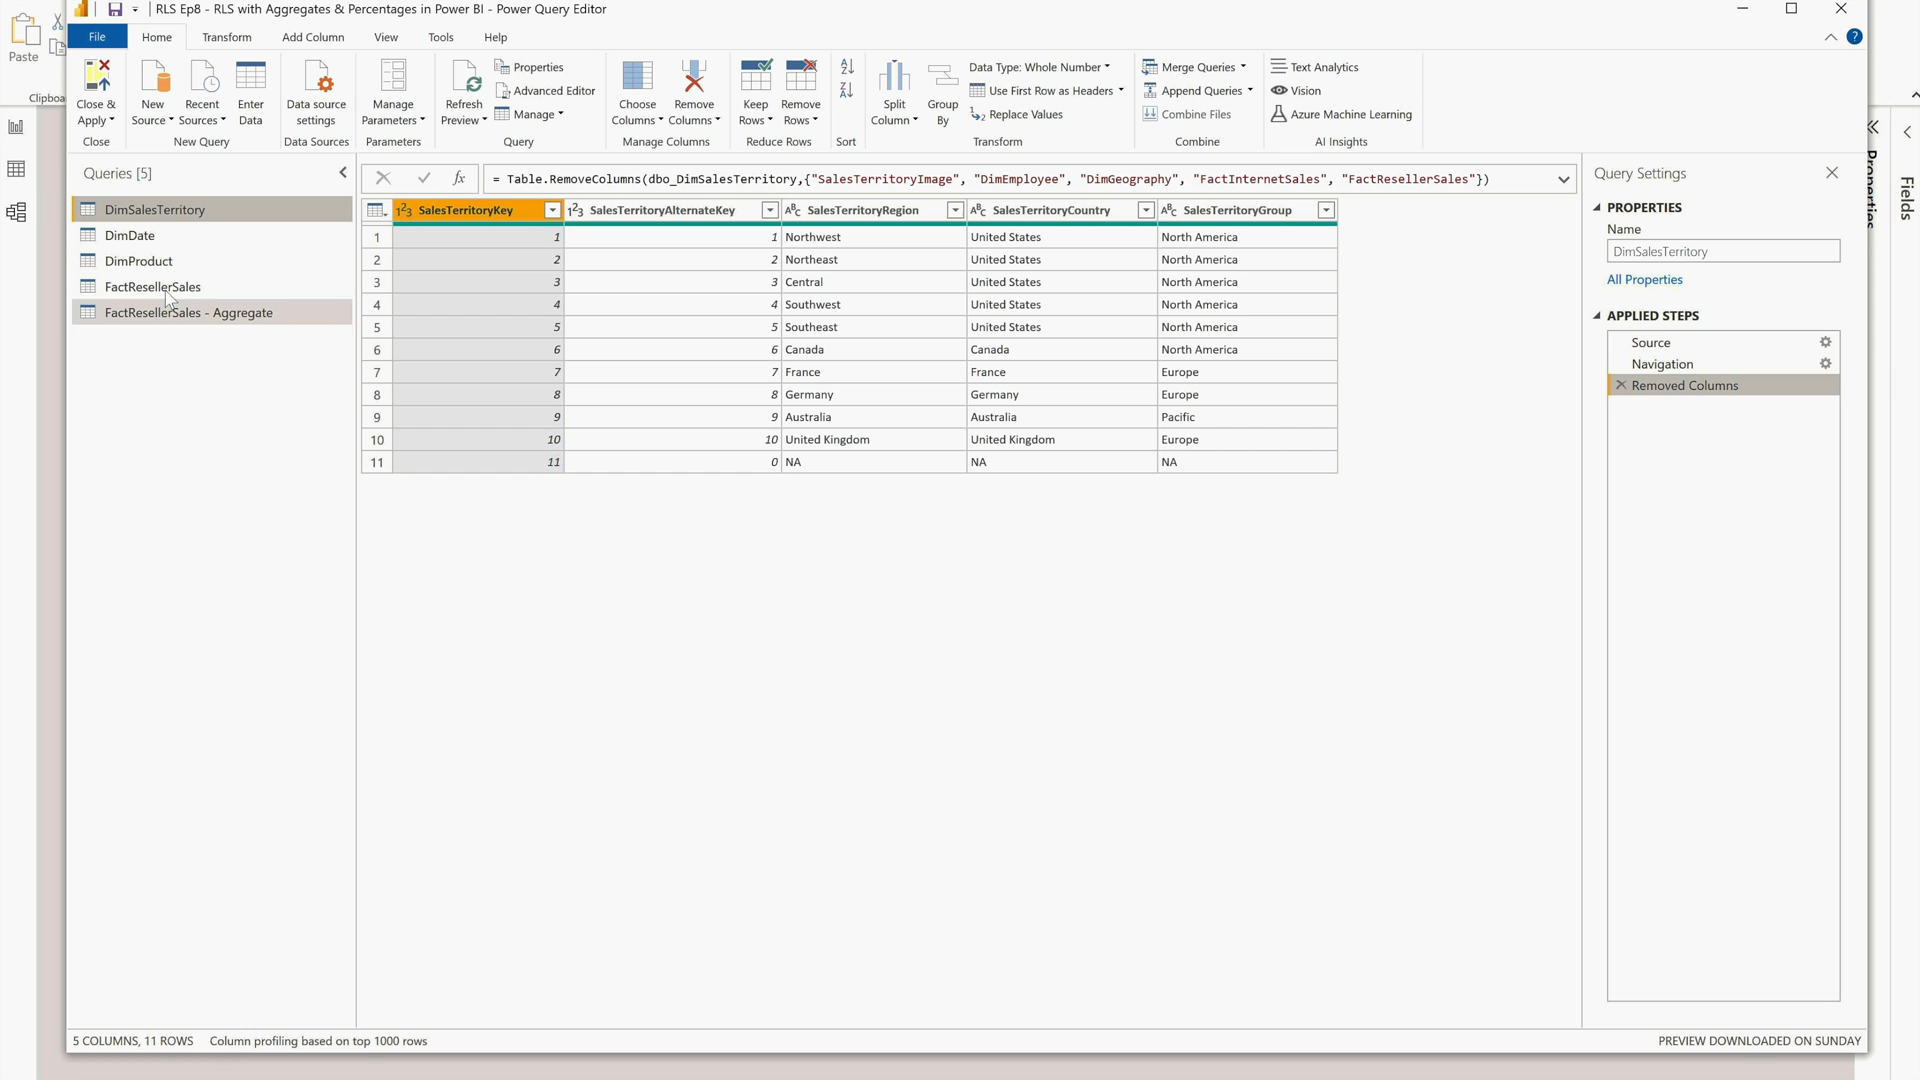 RLS Ep8 - RLS with Aggregates & Percentages in Power BI - Power Query Editor
File Home Transform Add Column View Tools Help
Paste
Clipboa
Close & Apply
Close
New Source
Recent Sources
Enter Data
New Query
Data source settings
Data Sources
Manage Parameters
Parameters
Refresh Preview
Properties
Advanced Editor
Manage
Query
Choose Columns
Remove Columns
Manage Columns
Keep Rows
Remove Rows
Reduce Rows
Sort
Split Column
Group By
Data Type: Whole Number
Use First Row as Headers
Replace Values
Transform
Merge Queries
Append Queries
Combine Files
Combine
Text Analytics
Vision
Azure Machine Learning
AI Insights
Queries [5]
DimSalesTerritory
DimDate
DimProduct
FactResellerSales
FactResellerSales - Aggregate
fx
= Table.RemoveColumns(dbo_DimSalesTerritory,{"SalesTerritoryImage", "DimEmployee", "DimGeography", "FactInternetSales", "FactResellerSales"})
SalesTerritoryKey SalesTerritoryAlternateKey SalesTerritoryRegion SalesTerritoryCountry SalesTerritoryGroup
1 1 1 Northwest United States North America
2 2 2 Northeast United States North America
3 3 3 Central United States North America
4 4 4 Southwest United States North America
5 5 5 Southeast United States North America
6 6 6 Canada Canada North America
7 7 7 France France Europe
8 8 8 Germany Germany Europe
9 9 9 Australia Australia Pacific
10 10 10 United Kingdom United Kingdom Europe
11 11 0 NA NA NA
Query Settings
PROPERTIES
Name
DimSalesTerritory
All Properties
APPLIED STEPS
Source
Navigation
Removed Columns
Properties
Fields
5 COLUMNS, 11 ROWS Column profiling based on top 1000 rows
PREVIEW DOWNLOADED ON SUNDAY